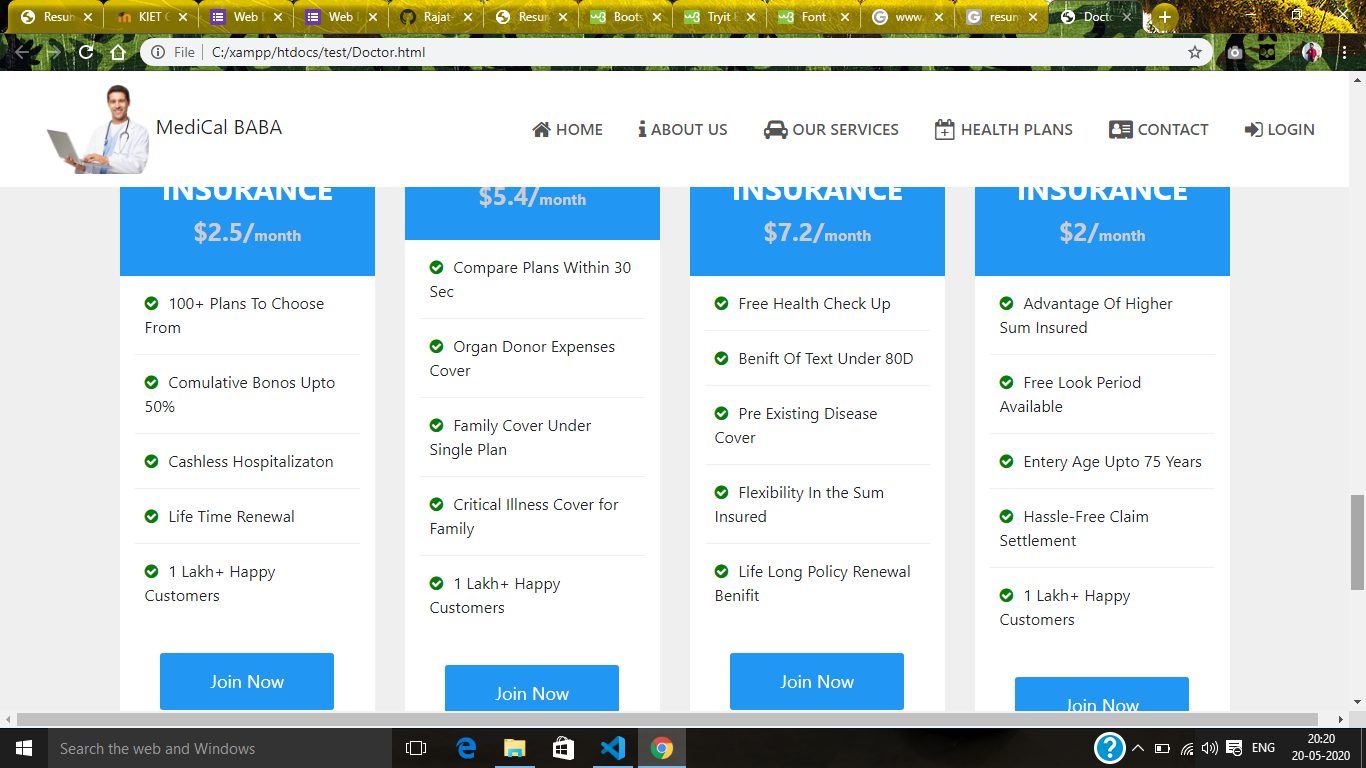 Resun
KIET C
Web D
Web D
Rajat
Resun
Boots
Tryit E
Font
www.
resun
Docto
File
C:/xampp/htdocs/test/Doctor.html
MediCal BABA
HOME
ABOUT US
OUR SERVICES
HEALTH PLANS
CONTACT
LOGIN
INSURANCE
$2.5/month
100+ Plans To Choose
From
Comulative Bonos Upto
50%
Cashless Hospitalizaton
Life Time Renewal
1 Lakh+ Happy
Customers
Join Now
$5.4/month
Compare Plans Within 30
Sec
Organ Donor Expenses
Cover
Family Cover Under
Single Plan
Critical Illness Cover for
Family
1 Lakh+ Happy
Customers
Join Now
INSURANCE
$7.2/month
Free Health Check Up
Benift Of Text Under 80D
Pre Existing Disease
Cover
Flexibility In the Sum
Insured
Life Long Policy Renewal
Benifit
Join Now
INSURANCE
$2/month
Advantage Of Higher
Sum Insured
Free Look Period
Available
Entery Age Upto 75 Years
Hassle-Free Claim
Settlement
1 Lakh+ Happy
Customers
Join Now
Search the web and Windows
ENG
20:20
20-05-2020